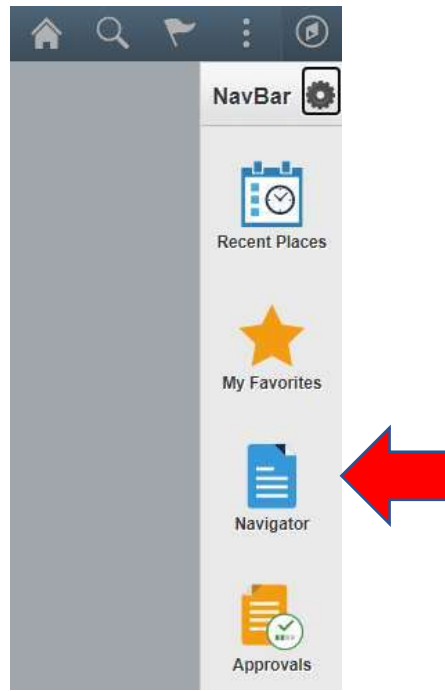 NavBar
Recent Places
My Favorites
Navigator
Approvals